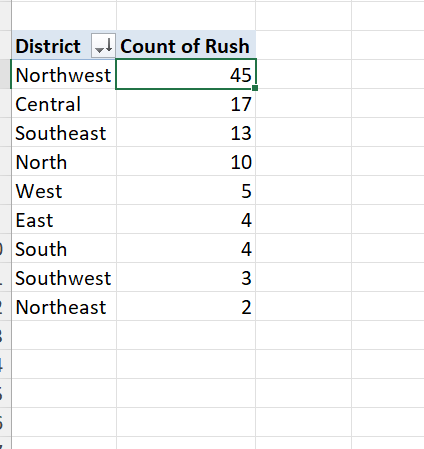 District Count of Rush
Northwest 45
Central 17
Southeast 13
North 10
West 5
East 4
South 4
Southwest 3
Northeast 2